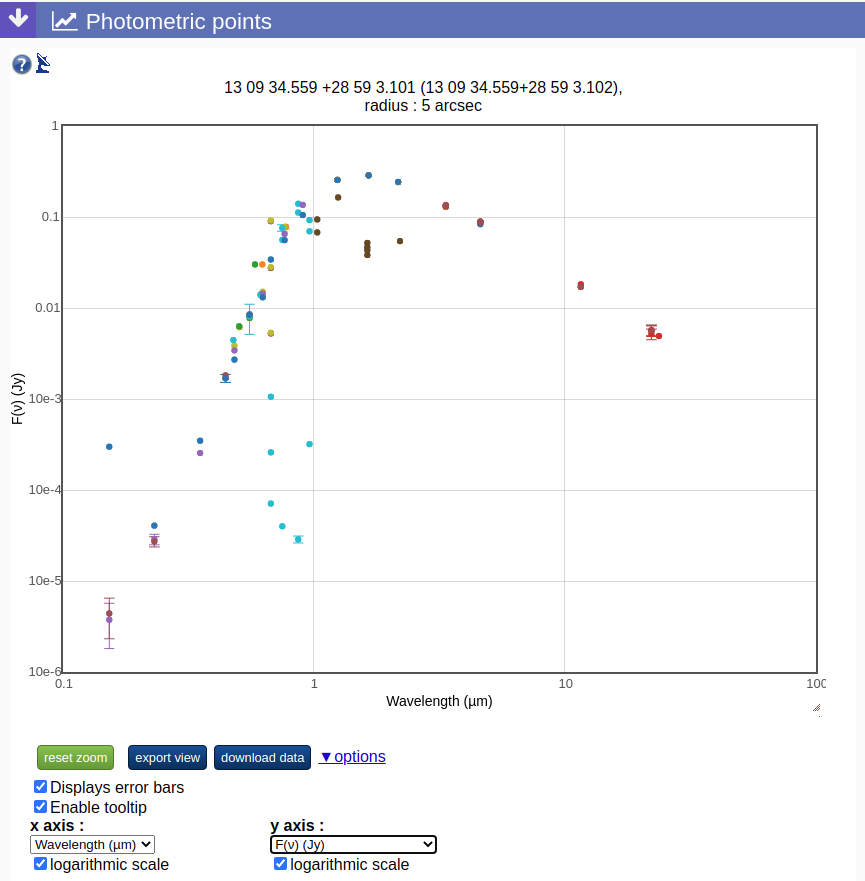 Photometric points
?
13 09 34.559 +28 59 3.101 (13 09 34.559+28 59 3.102),
radius : 5 arcsec
1
0.1
0.01
10e-3
10e-4
10e-5
10e-6
F(ν) (Jy)
0.1 1 10 100
Wavelength (µm)
reset zoom export view download data ▼options
Displays error bars
Enable tooltip
x axis : y axis :
Wavelength (µm) F(ν) (Jy)
logarithmic scale logarithmic scale